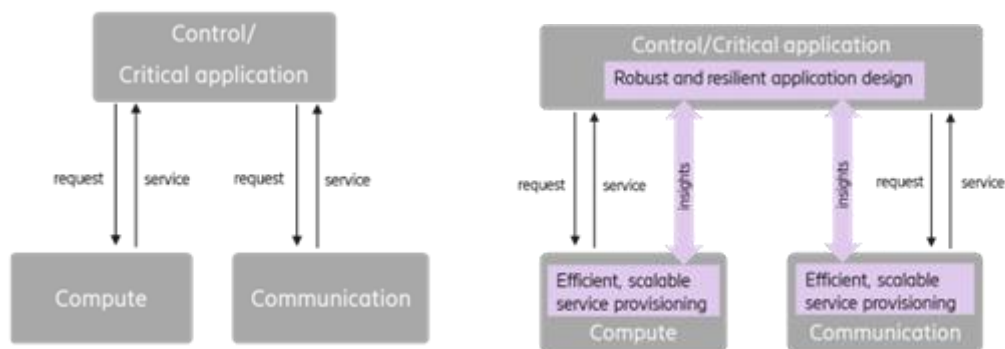 Control/
Critical application
request
service
request
service
Compute
Communication
Control/Critical application
Robust and resilient application design
request
service
insights
insights
request
service
Efficient, scalable
service provisioning
Compute
Efficient, scalable
service provisioning
Communication